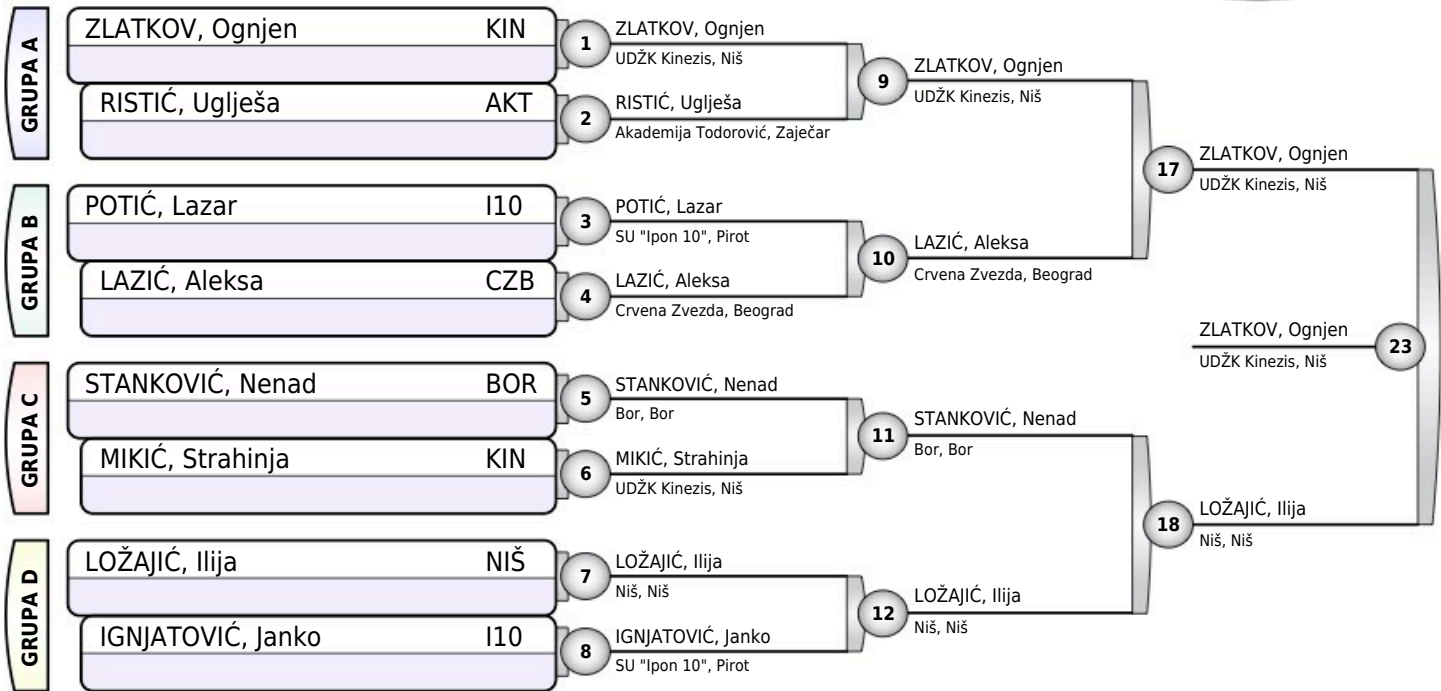 GRUPA A
ZLATKOV, Ognjen KIN
RISTIĆ, Uglješa AKT
GRUPA B
POTIĆ, Lazar I10
LAZIĆ, Aleksa CZB
GRUPA C
STANKOVIĆ, Nenad BOR
MIKIĆ, Strahinja KIN
GRUPA D
LOŽAJIĆ, Ilija NIŠ
IGNJATOVIĆ, Janko I10
1
ZLATKOV, Ognjen
UDŽK Kinezis, Niš
2
RISTIĆ, Uglješa
Akademija Todorović, Zaječar
3
POTIĆ, Lazar
SU "Ipon 10", Pirot
4
LAZIĆ, Aleksa
Crvena Zvezda, Beograd
5
STANKOVIĆ, Nenad
Bor, Bor
6
MIKIĆ, Strahinja
UDŽK Kinezis, Niš
7
LOŽAJIĆ, Ilija
Niš, Niš
8
IGNJATOVIĆ, Janko
SU "Ipon 10", Pirot
9
ZLATKOV, Ognjen
UDŽK Kinezis, Niš
10
LAZIĆ, Aleksa
Crvena Zvezda, Beograd
11
STANKOVIĆ, Nenad
Bor, Bor
12
LOŽAJIĆ, Ilija
Niš, Niš
17
ZLATKOV, Ognjen
UDŽK Kinezis, Niš
18
LOŽAJIĆ, Ilija
Niš, Niš
ZLATKOV, Ognjen
UDŽK Kinezis, Niš
23